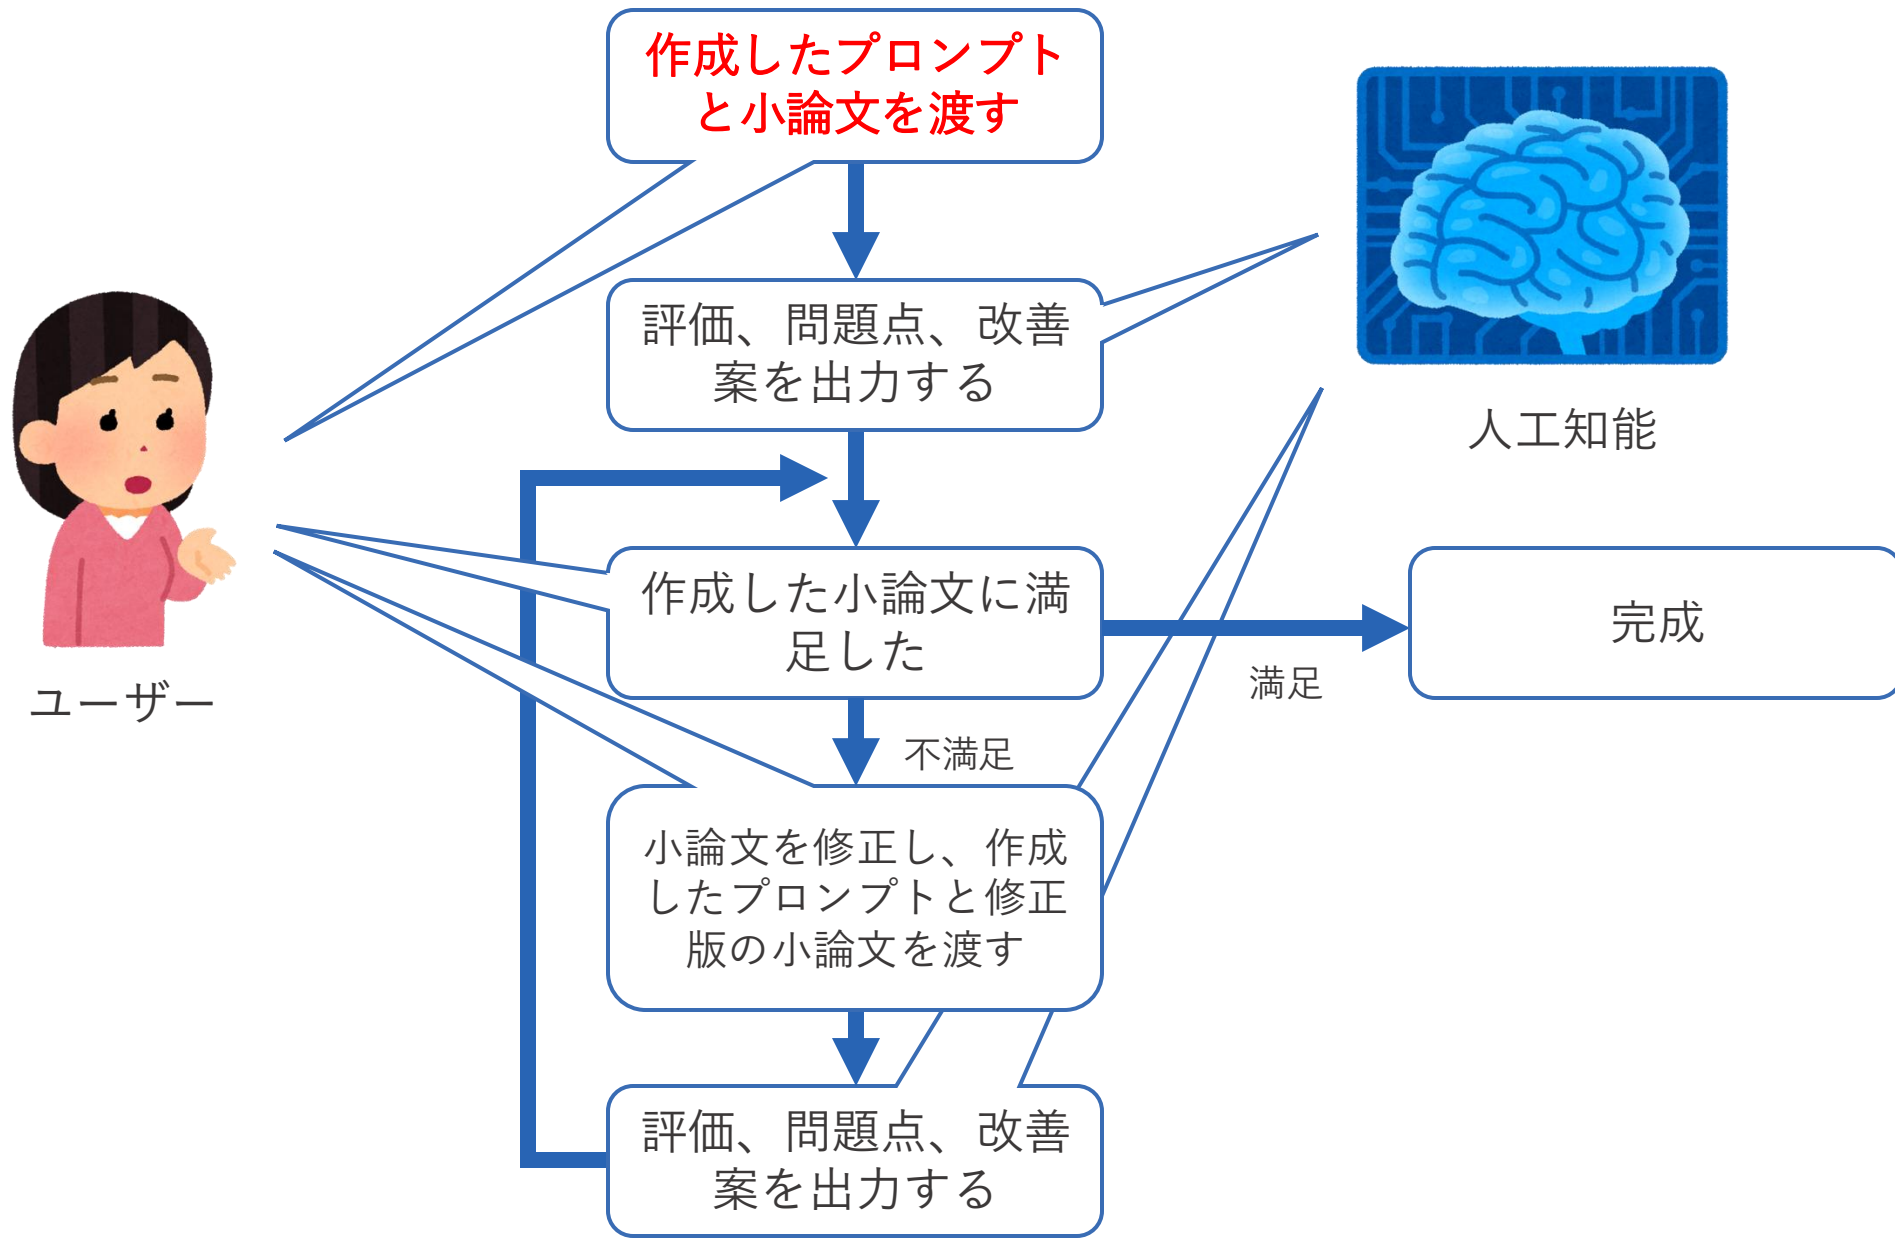 作成したプロンプト
と小論文を渡す
評価、問題点、改善
案を出力する
人工知能
作成した小論文に満
足した
完成
満足
ユーザー
不満足
小論文を修正し、作成
したプロンプトと修正
版の小論文を渡す
評価、問題点、改善
案を出力する